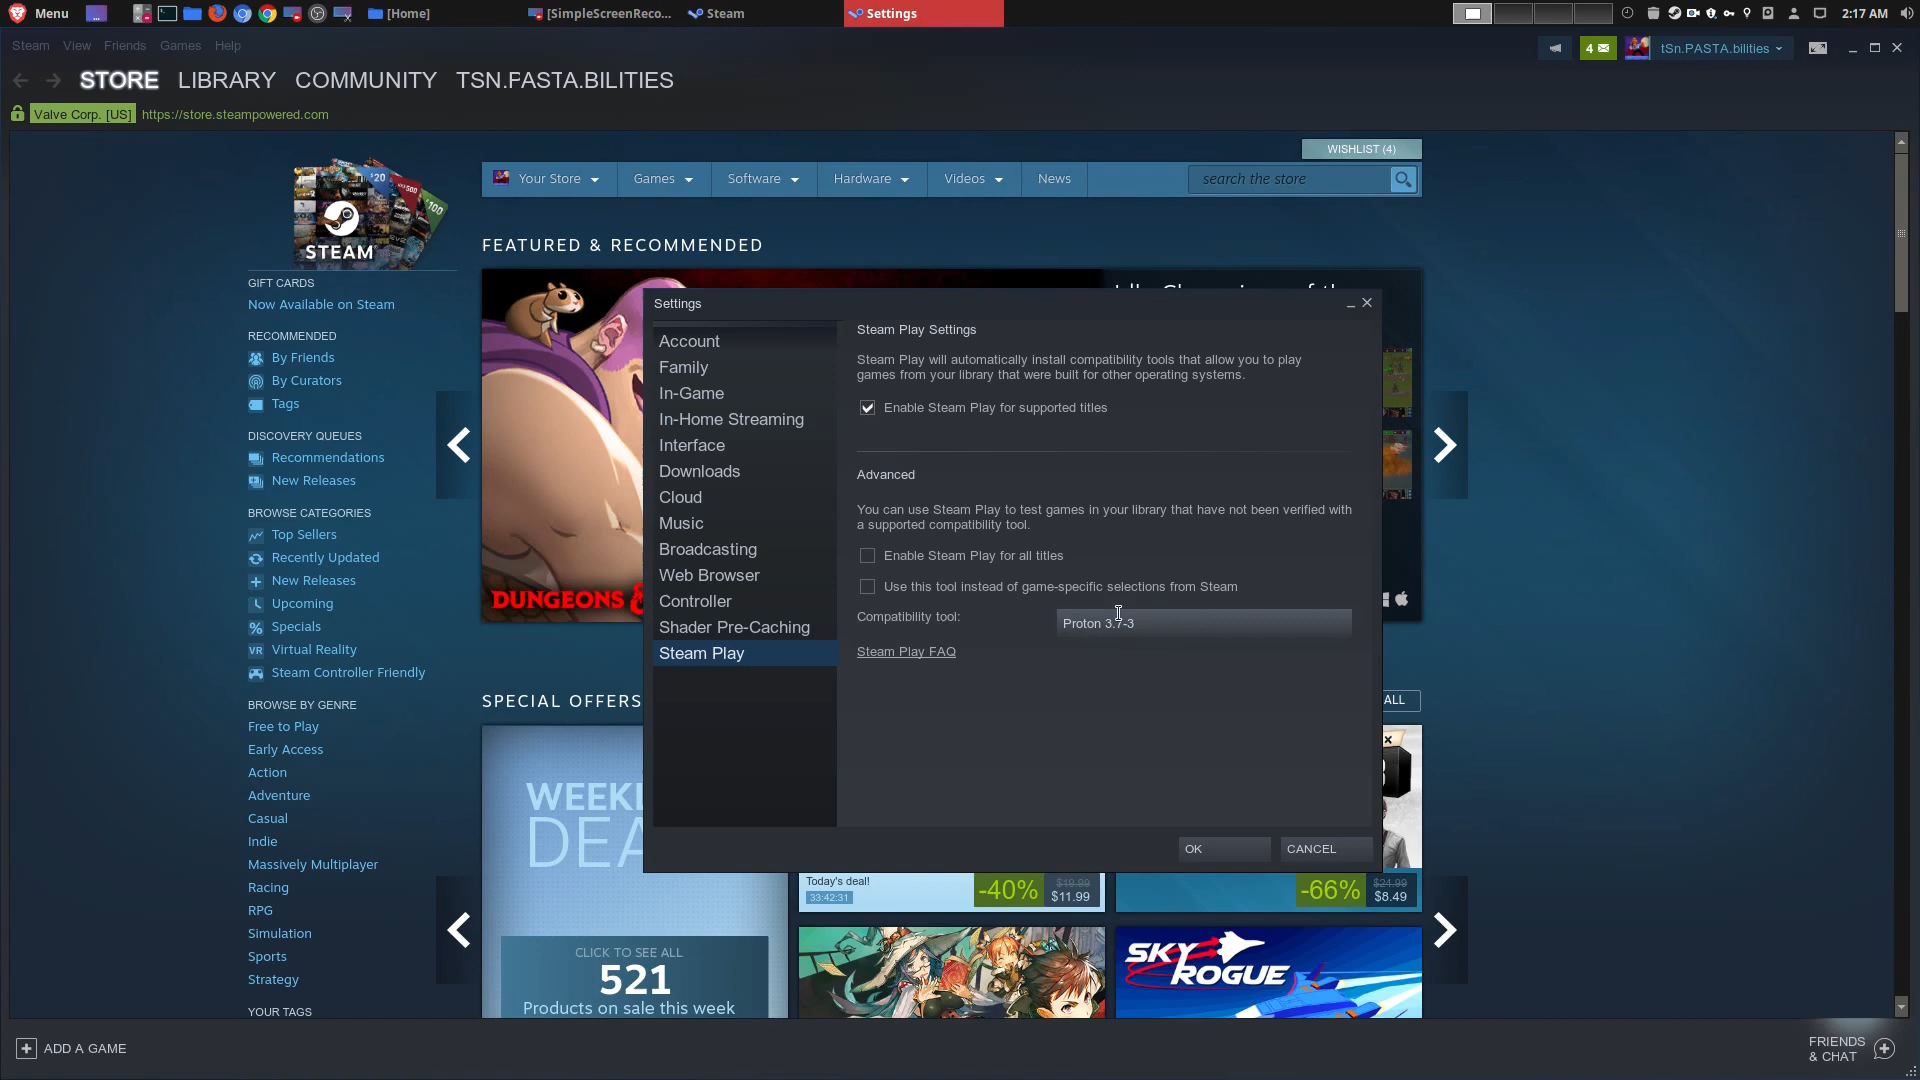 Menu
[Home]
[SimpleScreenReco...
Steam
Settings
2:17 AM
Steam View Friends Games Help
4
tSn.PASTA.bilities
STORE LIBRARY COMMUNITY TSN.PASTA.BILITIES
Valve Corp. [US] https://store.steampowered.com
WISHLIST (4)
$20
$500
$100
STEAM
Your Store Games Software Hardware Videos News
search the store
GIFT CARDS
Now Available on Steam
RECOMMENDED
By Friends
By Curators
Tags
DISCOVERY QUEUES
Recommendations
New Releases
BROWSE CATEGORIES
Top Sellers
Recently Updated
New Releases
Upcoming
Specials
VR Virtual Reality
Steam Controller Friendly
BROWSE BY GENRE
Free to Play
Early Access
Action
Adventure
Casual
Indie
Massively Multiplayer
Racing
RPG
Simulation
Sports
Strategy
YOUR TAGS
FEATURED & RECOMMENDED
DUNGEONS &
Settings
Account
Family
In-Game
In-Home Streaming
Interface
Downloads
Cloud
Music
Broadcasting
Web Browser
Controller
Shader Pre-Caching
Steam Play
Steam Play Settings
Steam Play will automatically install compatibility tools that allow you to play
games from your library that were built for other operating systems.
Enable Steam Play for supported titles
Advanced
You can use Steam Play to test games in your library that have not been verified with
a supported compatibility tool.
Enable Steam Play for all titles
Use this tool instead of game-specific selections from Steam
Compatibility tool:
Proton 3.7-3
Steam Play FAQ
OK
CANCEL
SPECIAL OFFERS
ALL
WEEKL
DEA
CLICK TO SEE ALL
521
Products on sale this week
Today's deal!
33:42:31
-40%
$19.99
$11.99
-66%
$24.99
$8.49
SKY
ROGUE
ADD A GAME
FRIENDS
& CHAT